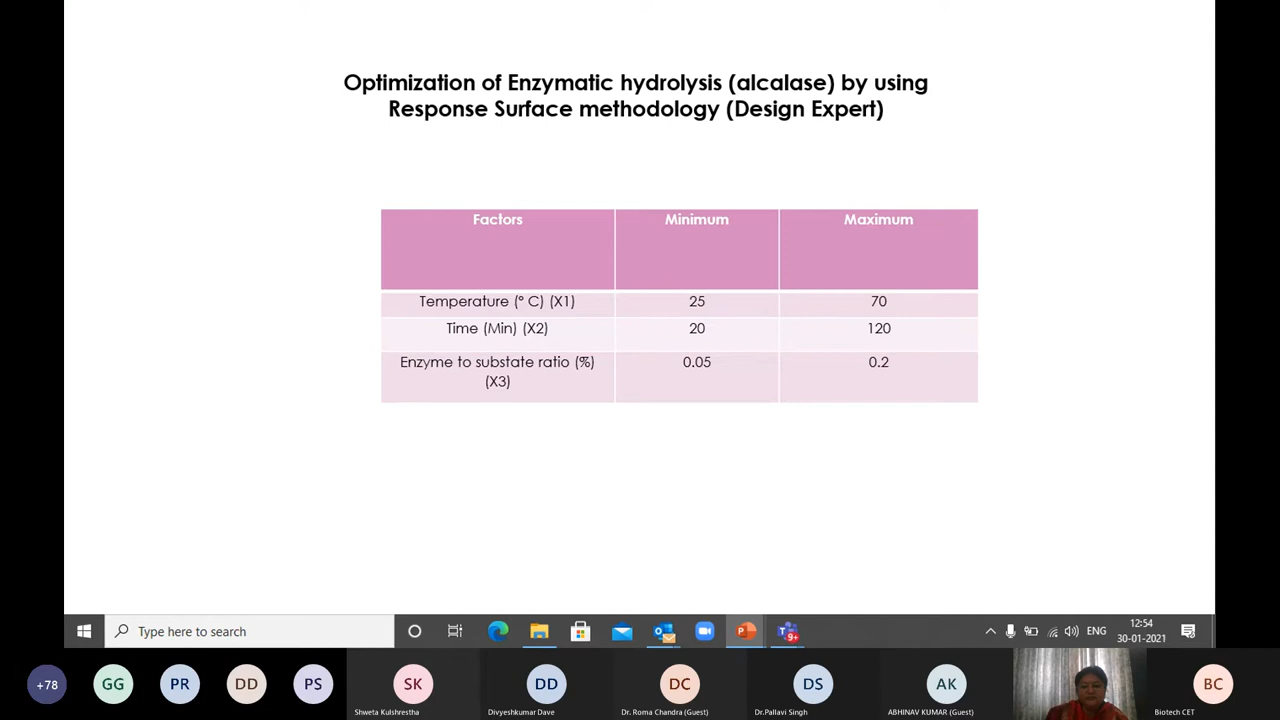 Optimization of Enzymatic hydrolysis (alcalase) by using
Response Surface methodology (Design Expert)
Factors Minimum Maximum
Temperature (° C) (X1) 25 70
Time (Min) (X2) 20 120
Enzyme to substate ratio (%) 0.05 0.2
(X3)
Type here to search
9+
ENG
12:54
30-01-2021
+78 GG PR DD PS SK DD DC DS AK BC
Shweta Kulshrestha Divyeshkumar Dave Dr. Roma Chandra (Guest) Dr.Pallavi Singh ABHINAV KUMAR (Guest) Biotech CET